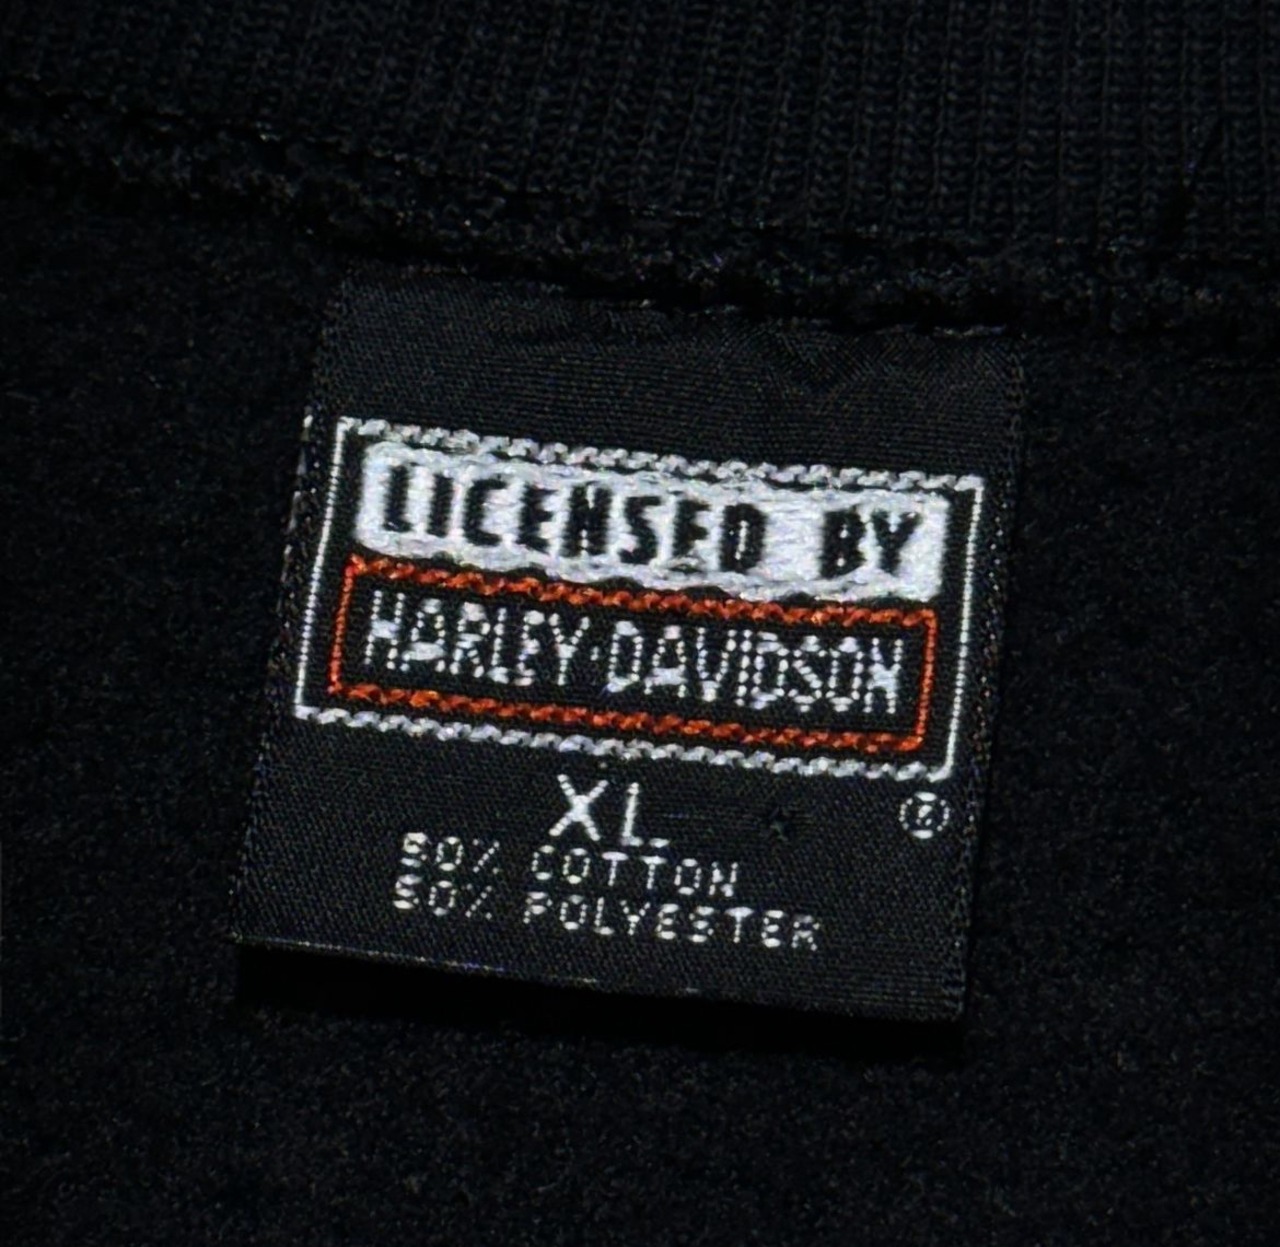 LICENSED BY
HARLEY-DAVIDSON
XL
®
50% COTTON
50% POLYESTER